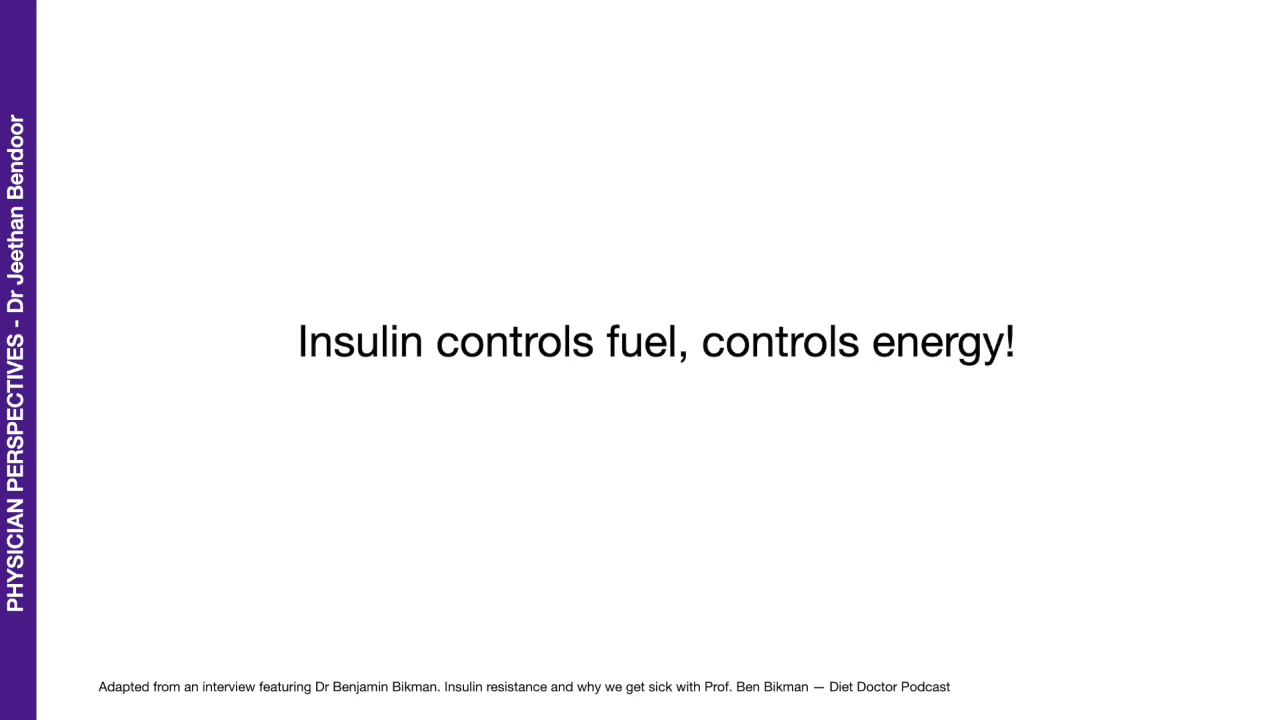 PHYSICIAN PERSPECTIVES - Dr Jeethan Bendoor
Insulin controls fuel, controls energy!
Adapted from an interview featuring Dr Benjamin Bikman. Insulin resistance and why we get sick with Prof. Ben Bikman — Diet Doctor Podcast